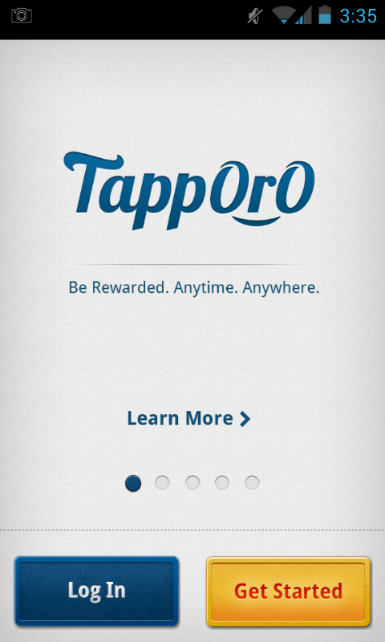 3:35
TappOrO
Be Rewarded. Anytime. Anywhere.
Learn More
Log In
Get Started